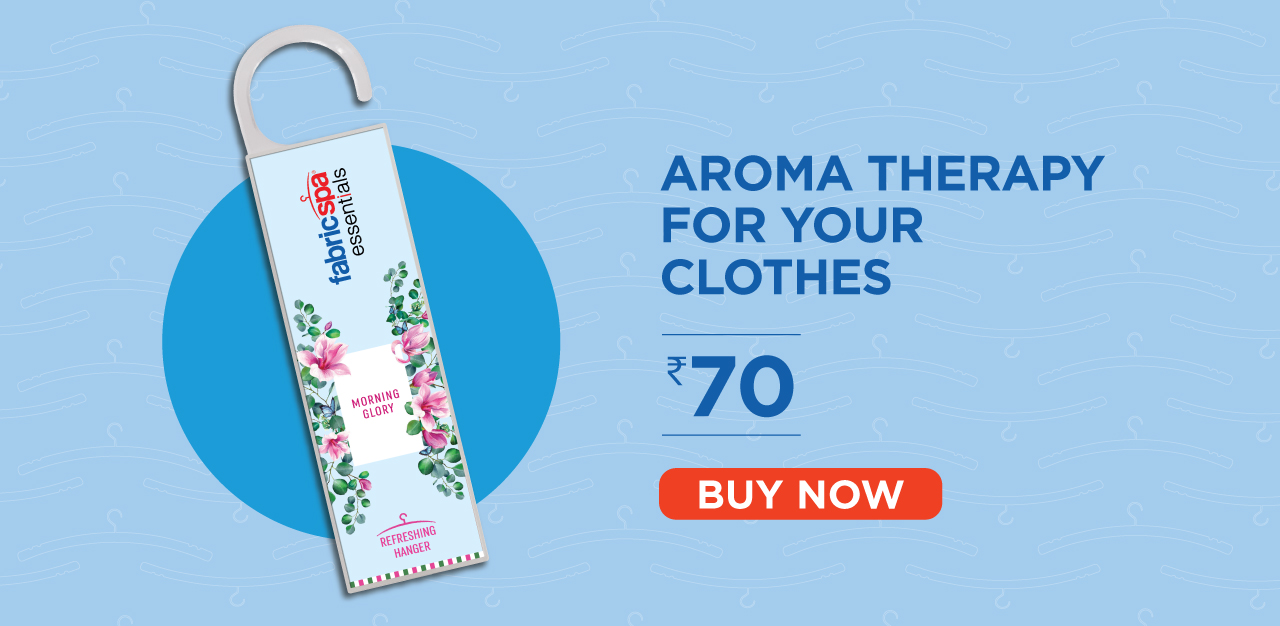 fabricspa®
essentials
MORNING
GLORY
REFRESHING
HANGER
AROMA THERAPY
FOR YOUR
CLOTHES
₹70
BUY NOW